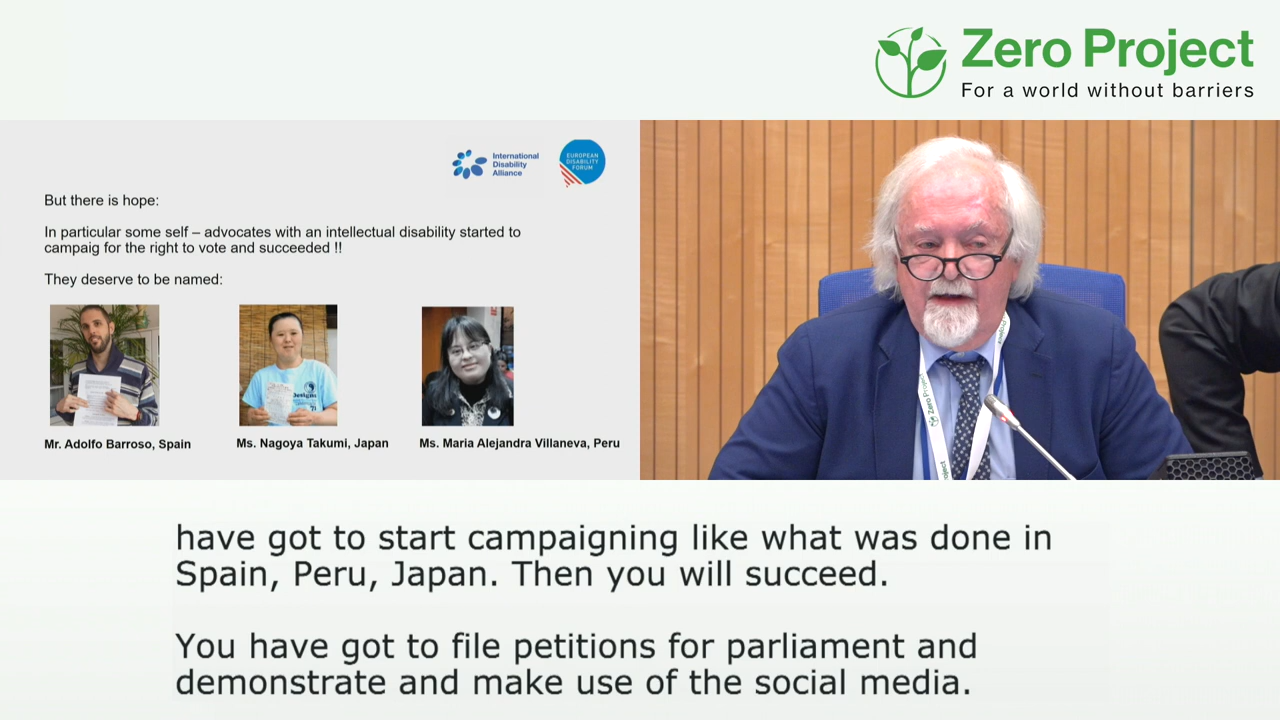 Zero Project
For a world without barriers
International
Disability
Alliance
EUROPEAN
DISABILITY
FORUM
But there is hope:
In particular some self – advocates with an intellectual disability started to
campaig for the right to vote and succeeded !!
They deserve to be named:
Mr. Adolfo Barroso, Spain
Ms. Nagoya Takumi, Japan
Ms. Maria Alejandra Villaneva, Peru
have got to start campaigning like what was done in
Spain, Peru, Japan. Then you will succeed.
You have got to file petitions for parliament and
demonstrate and make use of the social media.